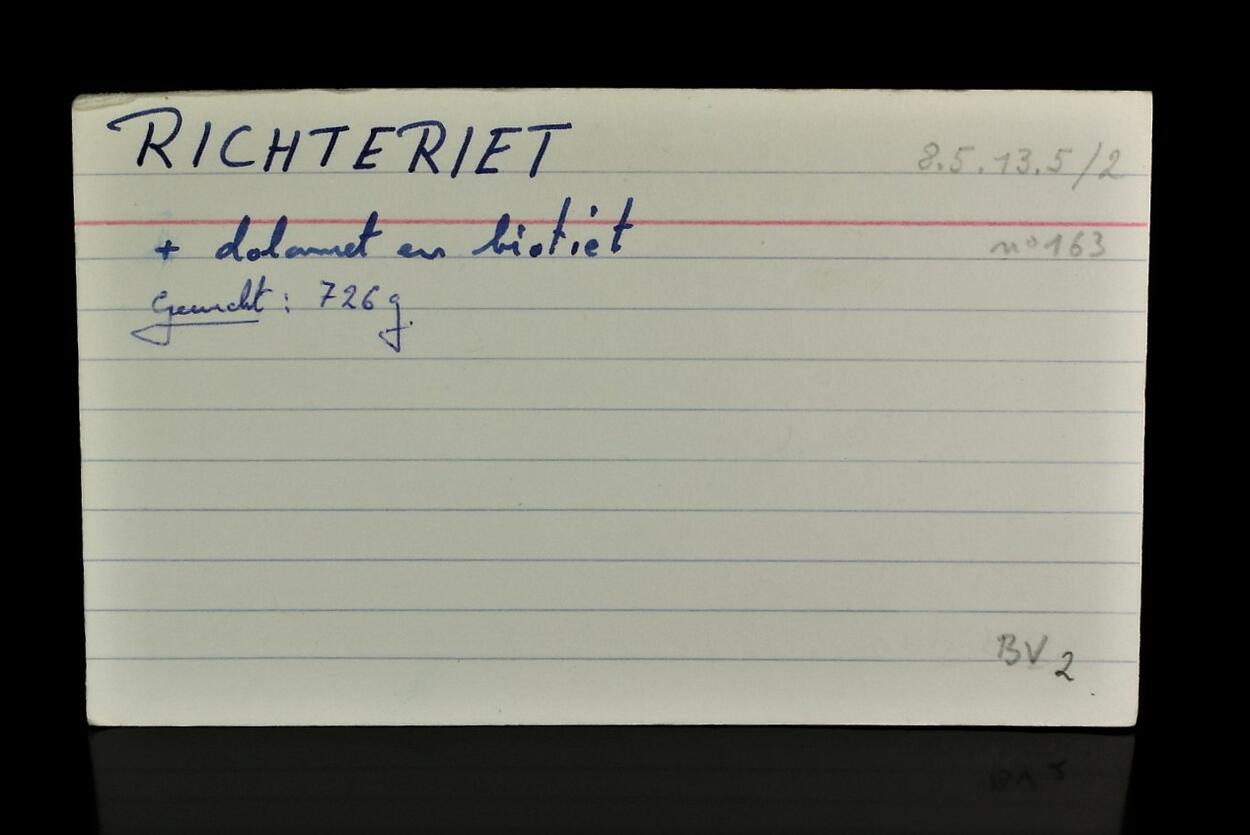 RICHTERIET
8.5.13.5/2
+ dolomiet en biotiet
n° 163
Gewicht: 726 g.
BV 2